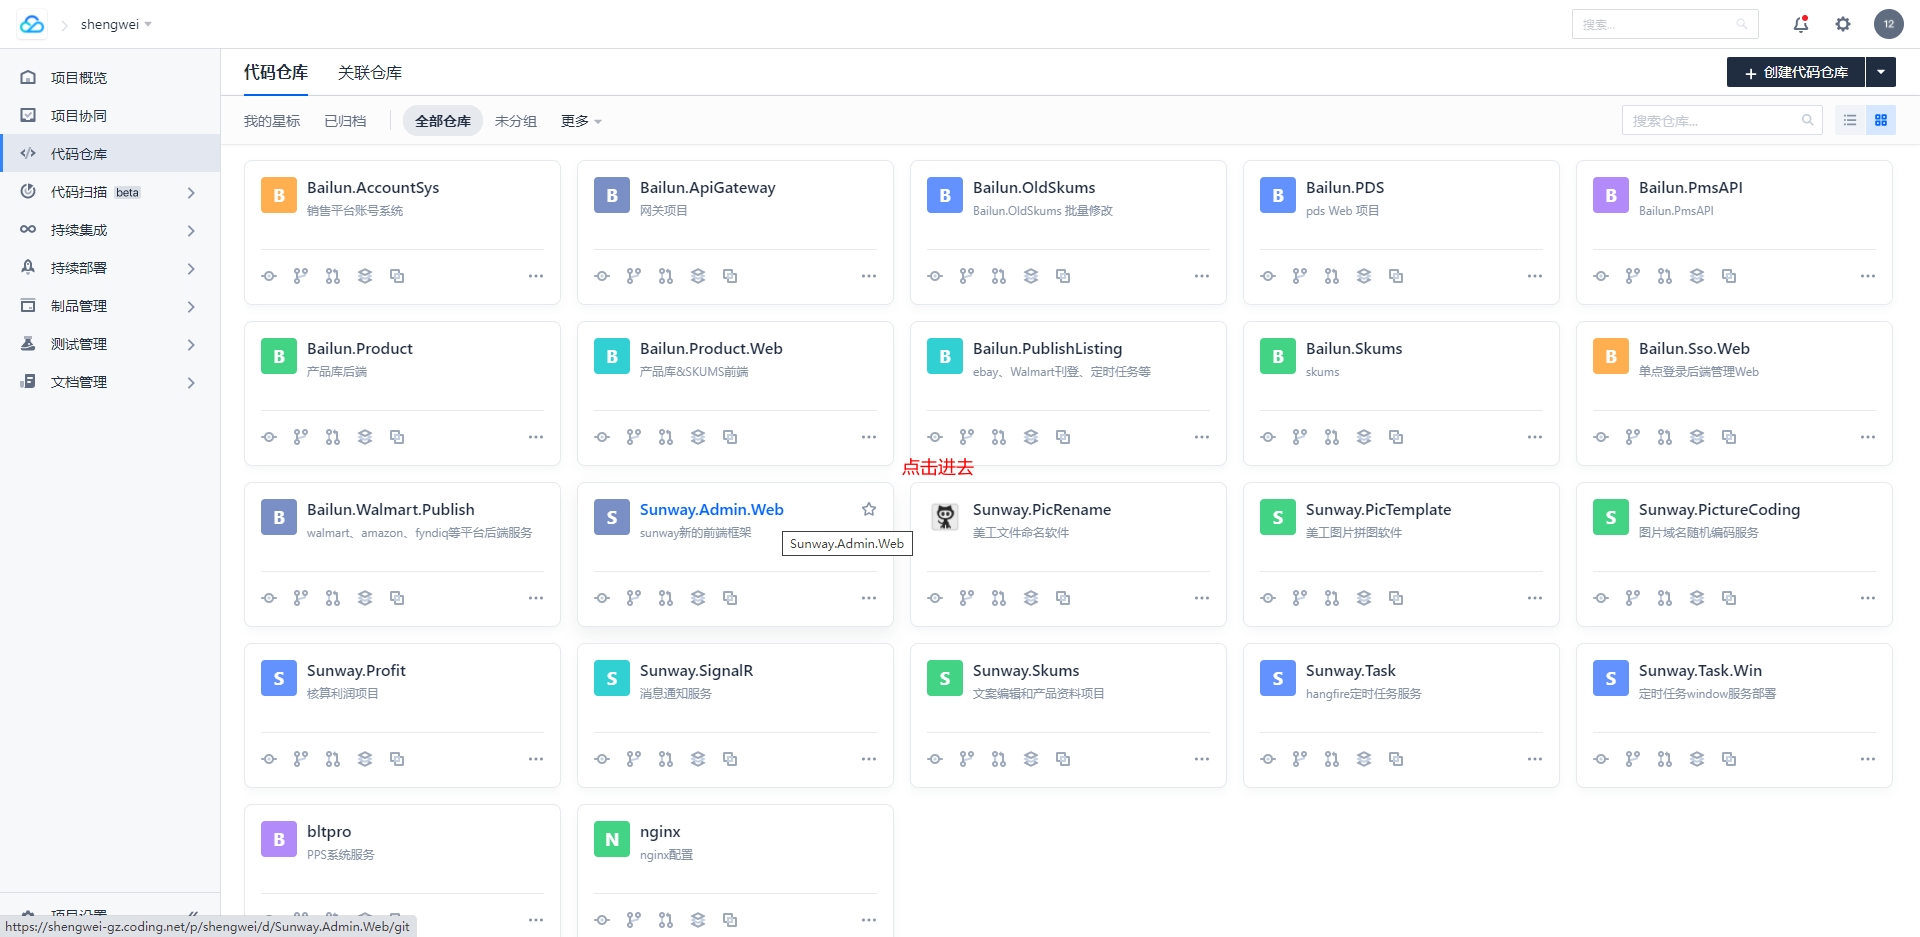 shengwei
搜索...
12
项目概览
项目协同
代码仓库
代码扫描 beta
持续集成
持续部署
制品管理
测试管理
文档管理
项目设置
代码仓库 关联仓库
创建代码仓库
我的星标 已归档 全部仓库 未分组 更多
搜索仓库...
B Bailun.AccountSys
销售平台账号系统
B Bailun.ApiGateway
网关项目
B Bailun.OldSkums
Bailun.OldSkums 批量修改
B Bailun.PDS
pds Web 项目
B Bailun.PmsAPI
Bailun.PmsAPI
B Bailun.Product
产品库后端
B Bailun.Product.Web
产品库&SKUMS前端
B Bailun.PublishListing
ebay、Walmart刊登、定时任务等
B Bailun.Skums
skums
B Bailun.Sso.Web
单点登录后端管理Web
点击进去
B Bailun.Walmart.Publish
walmart、amazon、fyndiq等平台后端服务
S Sunway.Admin.Web
sunway新的前端框架
Sunway.Admin.Web
Sunway.PicRename
美工文件命名软件
S Sunway.PicTemplate
美工图片拼图软件
S Sunway.PictureCoding
图片域名随机编码服务
S Sunway.Profit
核算利润项目
S Sunway.SignalR
消息通知服务
S Sunway.Skums
文案编辑和产品资料项目
S Sunway.Task
hangfire定时任务服务
S Sunway.Task.Win
定时任务window服务部署
B bltpro
PPS系统服务
N nginx
nginx配置
https://shengwei-gz.coding.net/p/shengwei/d/Sunway.Admin.Web/git